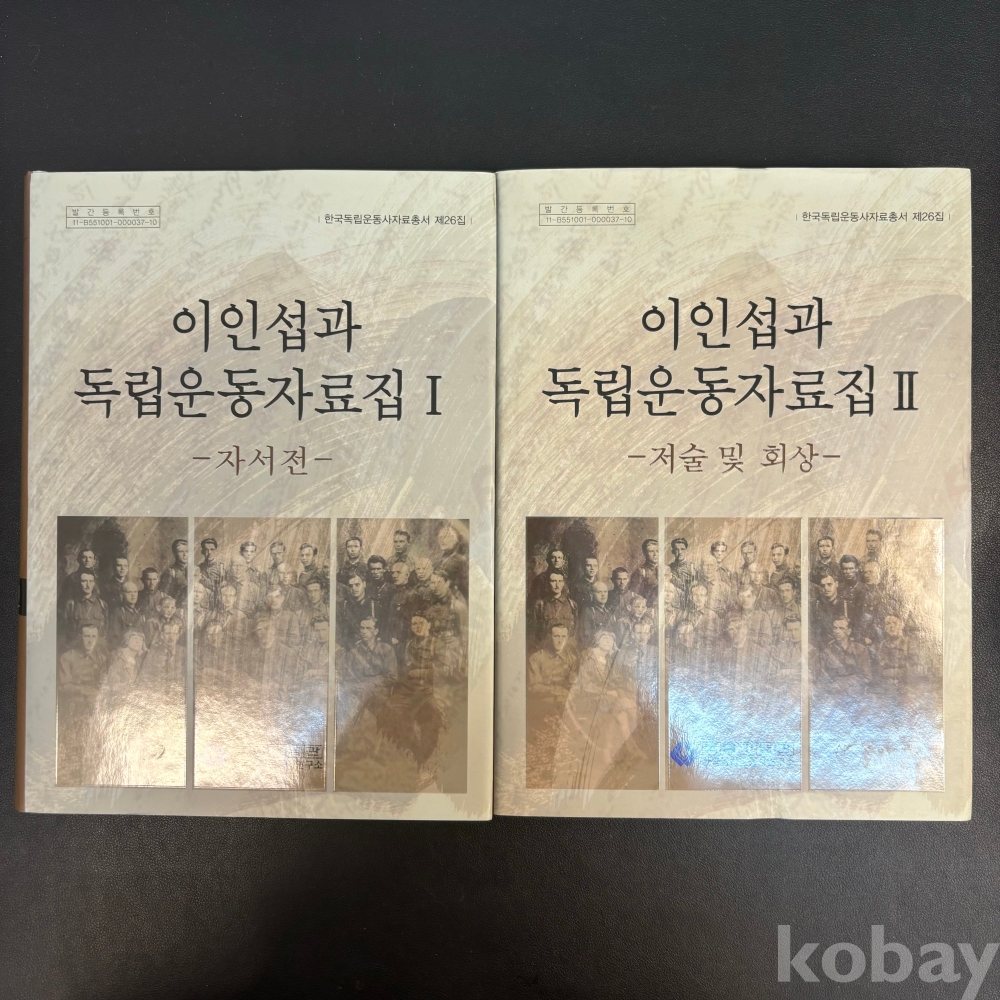 발간등록번호
11-B551001-000037-10
한국독립운동사자료총서 제26집
이인섭과
독립운동자료집 Ⅰ
-자서전-
구소
발간등록번호
11-B551001-000037-10
한국독립운동사자료총서 제26집
이인섭과
독립운동자료집 Ⅱ
-저술 및 회상-
kobay